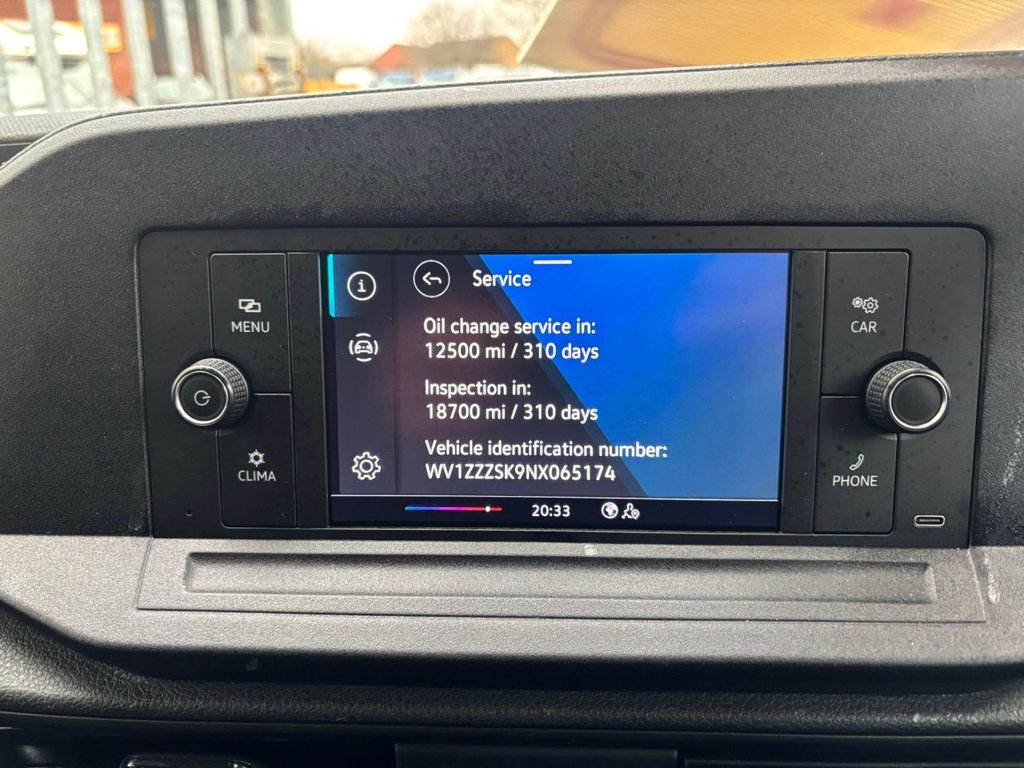 Service
Oil change service in:
12500 mi / 310 days
Inspection in:
18700 mi / 310 days
Vehicle identification number:
WV1ZZZSK9NX065174
20:33
MENU
CLIMA
CAR
PHONE